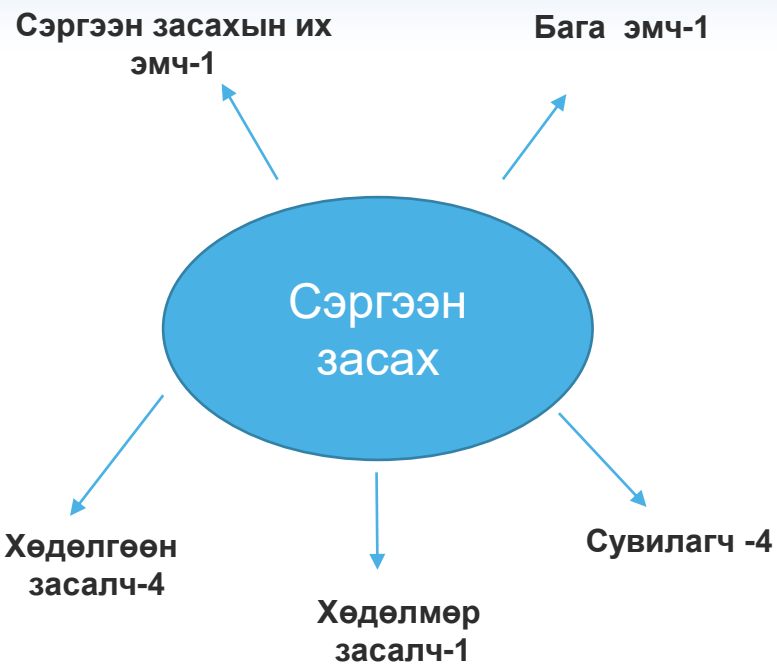 Сэргээн засахын их
эмч-1
Бага эмч-1
Сэргээн
засах
Хөдөлгөөн
засалч-4
Сувилагч -4
Хөдөлмөр
засалч-1